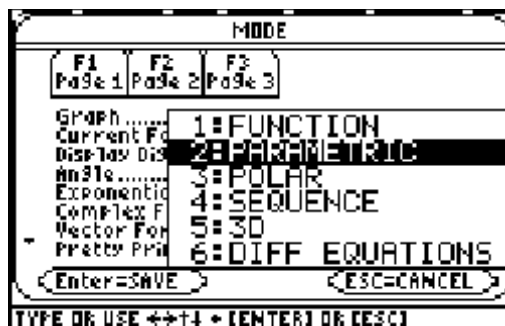 MODE
F1 F2 F3
Page 1 Page 2 Page 3
Graph.......
Current Fo
Display Dig
Angle........
Exponentia
Complex F
Vector For
Pretty Prin
1:FUNCTION
2:PARAMETRIC
3:POLAR
4:SEQUENCE
5:3D
6:DIFF EQUATIONS
Enter=SAVE
ESC=CANCEL
TYPE OR USE ←→↑↓ + [ENTER] OR [ESC]